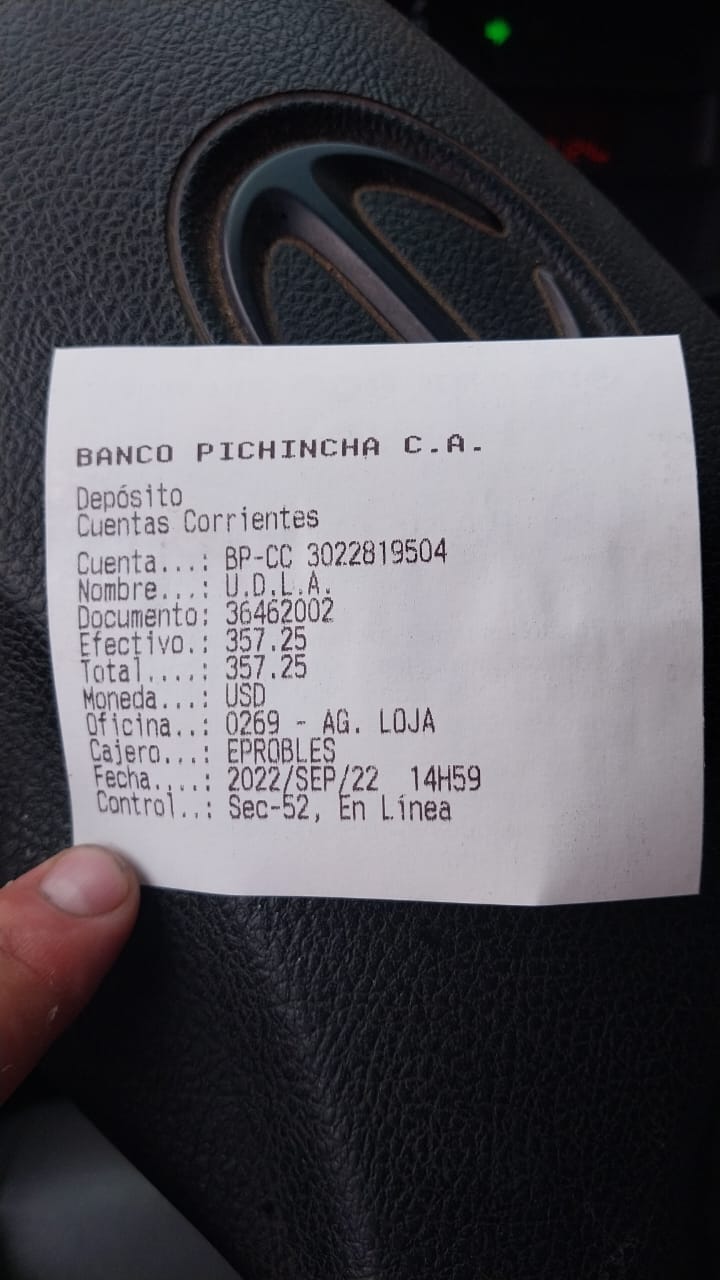 BANCO PICHINCHA C.A.
Depósito
Cuentas Corrientes
Cuenta...: BP-CC 3022819504
Nombre...: U.D.L.A.
Documento: 36462002
Efectivo.: 357.25
Total....: 357.25
Moneda...: USD
Oficina..: 0269 - AG. LOJA
Cajero...: EPROBLES
Fecha....: 2022/SEP/22 14H59
Control..: Sec-52, En Línea